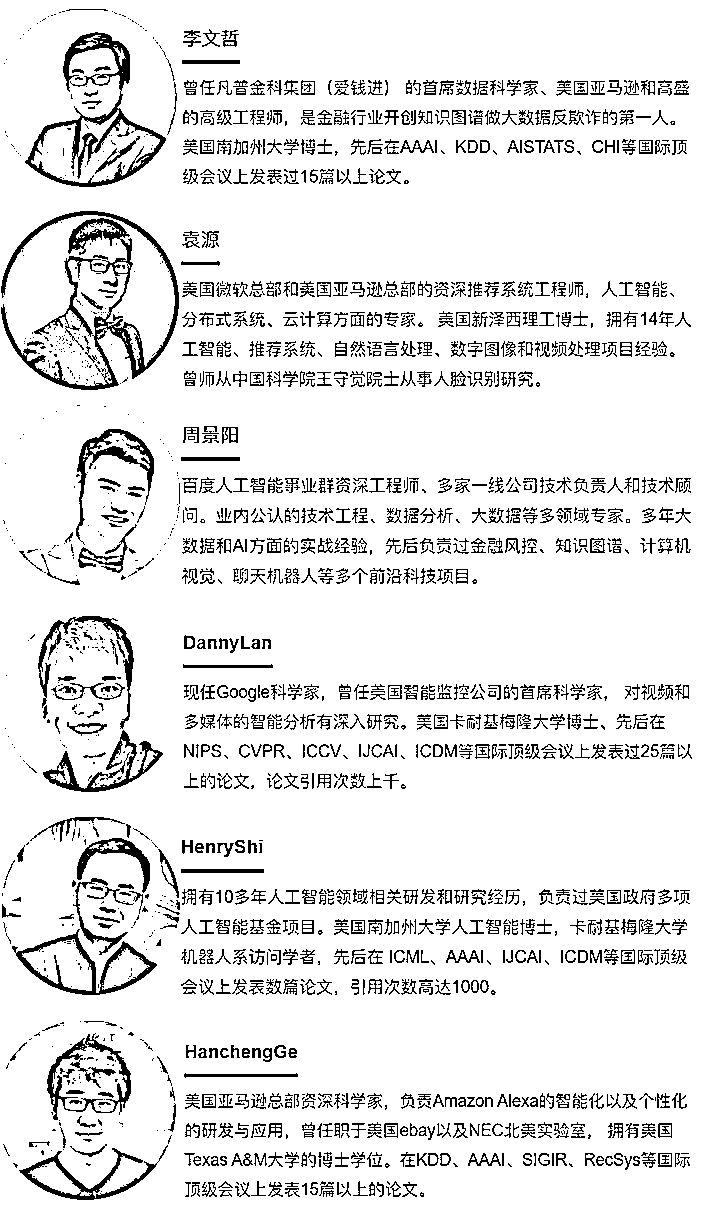 李文哲
曾任凡普金科集团（爱钱进） 的首席数据科学家、美国亚马逊和高盛
的高级工程师，是金融行业开创知识图谱做大数据反欺诈的第一人。
美国南加州大学博士，先后在AAAI、KDD、AISTATS、CHI等国际顶
级会议上发表过15篇以上论文。
袁源
美国微软总部和美国亚马逊总部的资深推荐系统工程师，人工智能、
分布式系统、云计算方面的专家。 美国新泽西理工博士，拥有14年人
工智能、推荐系统、自然语言处理、数字图像和视频处理项目经验。
曾师从中国科学院王守觉院士从事人脸识别研究。
周景阳
百度人工智能事业群资深工程师、多家一线公司技术负责人和技术顾
问。业内公认的技术工程、数据分析、大数据等多领域专家。多年大
数据和AI方面的实战经验，先后负责过金融风控、知识图谱、计算机
视觉、聊天机器人等多个前沿科技项目。
DannyLan
现任Google科学家，曾任美国智能监控公司的首席科学家， 对视频和
多媒体的智能分析有深入研究。美国卡耐基梅隆大学博士、先后在
NIPS、CVPR、ICCV、IJCAI、ICDM等国际顶级会议上发表过25篇以
上的论文，论文引用次数上千。
HenryShi
拥有10多年人工智能领域相关研发和研究经历，负责过美国政府多项
人工智能基金项目。美国南加州大学人工智能博士，卡耐基梅隆大学
机器人系访问学者，先后在 ICML、AAAI、IJCAI、ICDM等国际顶级
会议上发表数篇论文，引用次数高达1000。
HanchengGe
美国亚马逊总部资深科学家，负责Amazon Alexa的智能化以及个性化
的研发与应用，曾任职于美国ebay以及NEC北美实验室， 拥有美国
Texas A&M大学的博士学位。在KDD、AAAI、SIGIR、RecSys等国际
顶级会议上发表15篇以上的论文。